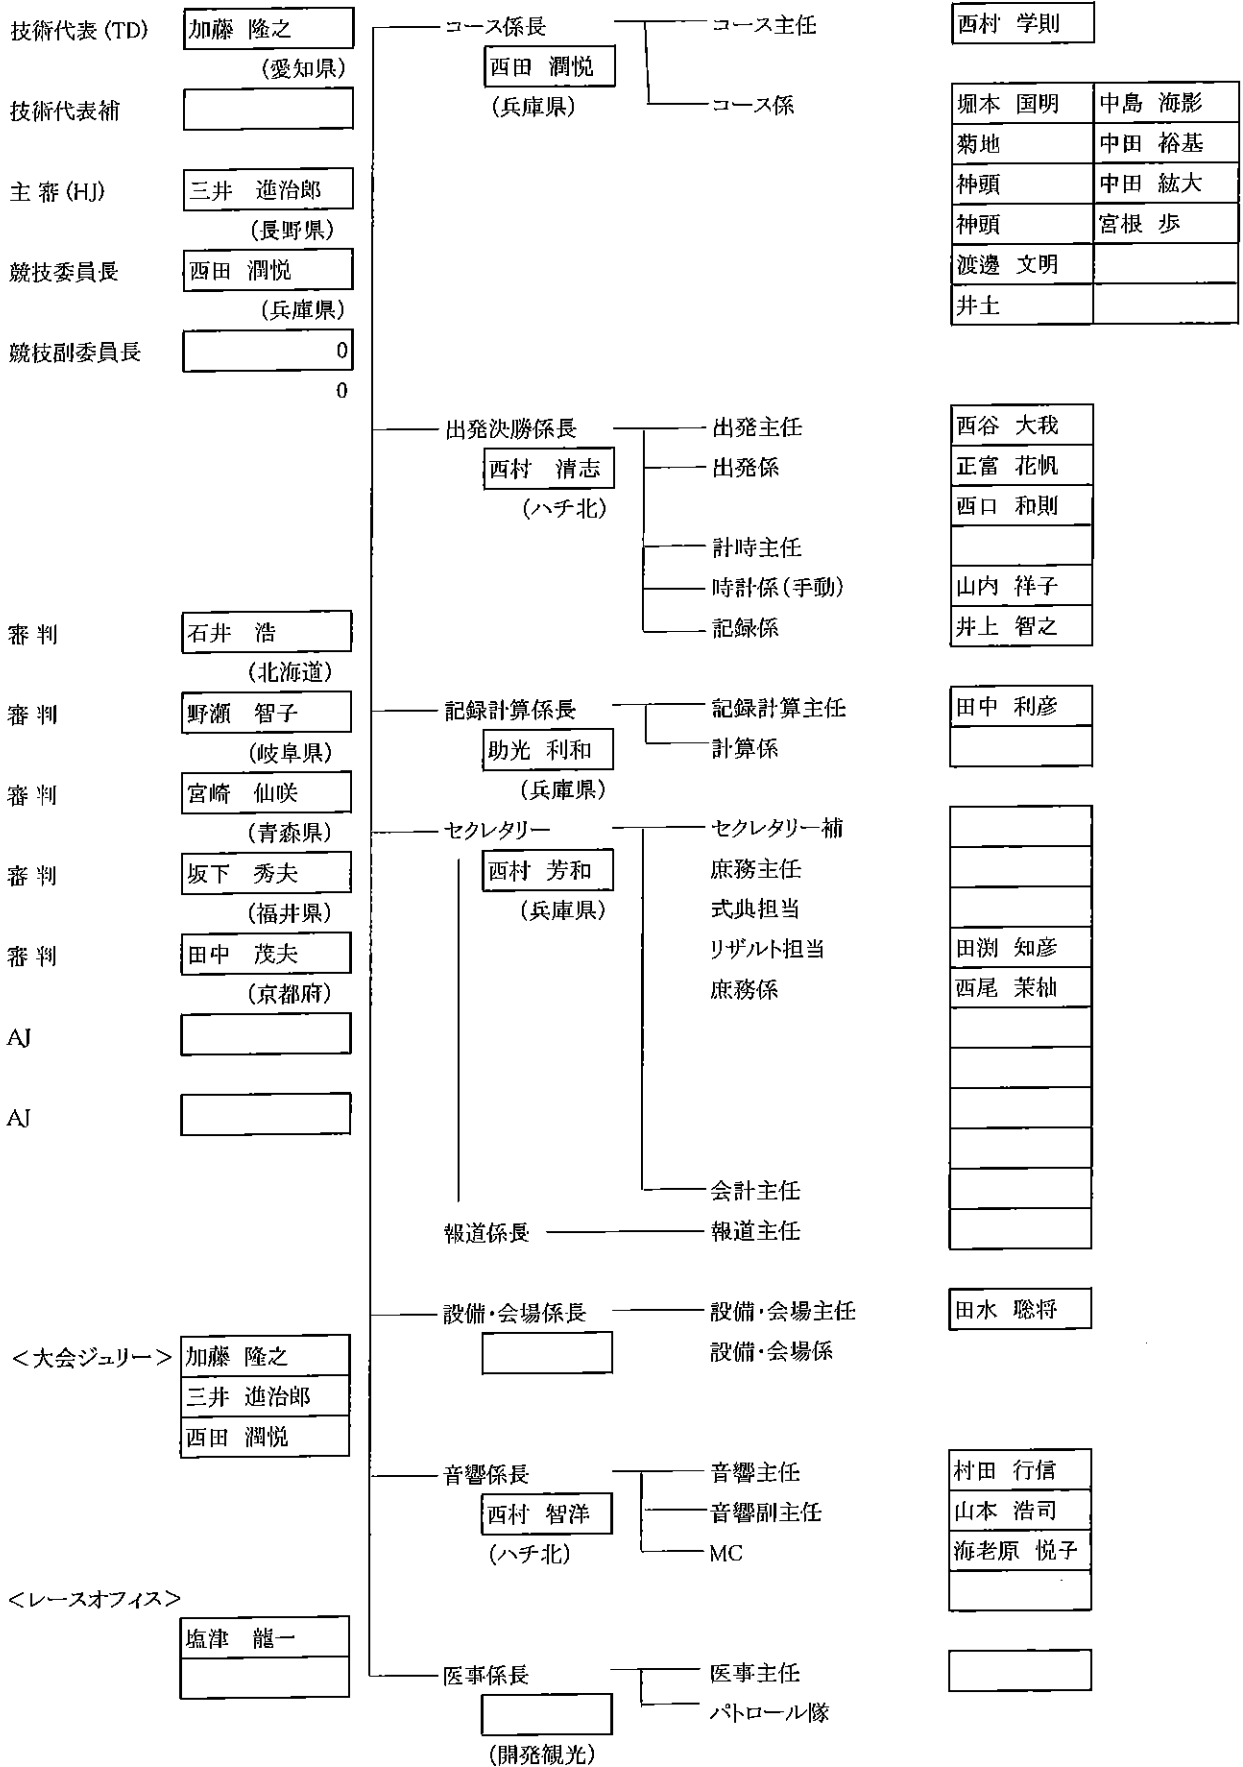 技術代表(TD) 加藤 隆之
(愛知県)
技術代表補
主 審(HJ) 三井 進治郎
(長野県)
競技委員長 西田 潤悦
(兵庫県)
競技副委員長 0
0
審 判 石井 浩
(北海道)
審 判 野瀬 智子
(岐阜県)
審 判 宮崎 仙咲
(青森県)
審 判 坂下 秀夫
(福井県)
審 判 田中 茂夫
(京都府)
AJ
AJ
<大会ジュリー> 加藤 隆之
三井 進治郎
西田 潤悦
<レースオフィス>
塩津 龍一
コース係長 コース主任 西村 学則
西田 潤悦
(兵庫県) コース係
堀本 国明 中島 海影
菊地 中田 裕基
神頭 中田 紘大
神頭 宮根 歩
渡邊 文明
井土
出発決勝係長 出発主任 西谷 大我
西村 清志 出発係 正富 花帆
(ハチ北) 西口 和則
計時主任
時計係(手動) 山内 祥子
記録係 井上 智之
記録計算係長 記録計算主任 田中 利彦
助光 利和 計算係
(兵庫県)
セクレタリー セクレタリー補
西村 芳和 庶務主任
(兵庫県) 式典担当
リザルト担当 田渕 知彦
庶務係 西尾 茉紬
会計主任
報道係長 報道主任
設備・会場係長 設備・会場主任 田水 聡将
設備・会場係
音響係長 音響主任 村田 行信
西村 智洋 音響副主任 山本 浩司
(ハチ北) MC 海老原 悦子
医事係長 医事主任
パトロール隊
(開発観光)